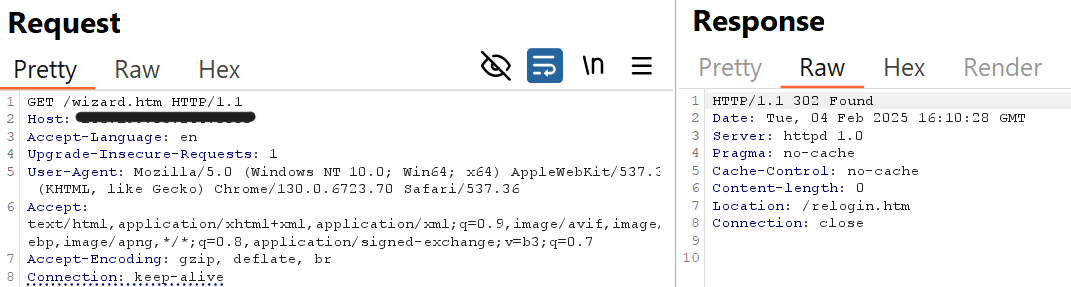 Request
Pretty Raw Hex \n
1 GET /wizard.htm HTTP/1.1
2 Host:
3 Accept-Language: en
4 Upgrade-Insecure-Requests: 1
5 User-Agent: Mozilla/5.0 (Windows NT 10.0; Win64; x64) AppleWebKit/537.3
(KHTML, like Gecko) Chrome/130.0.6723.70 Safari/537.36
6 Accept:
text/html,application/xhtml+xml,application/xml;q=0.9,image/avif,image/
ebp,image/apng,*/*;q=0.8,application/signed-exchange;v=b3;q=0.7
7 Accept-Encoding: gzip, deflate, br
8 Connection: keep-alive
Response
Pretty Raw Hex Render
1 HTTP/1.1 302 Found
2 Date: Tue, 04 Feb 2025 16:10:28 GMT
3 Server: httpd 1.0
4 Pragma: no-cache
5 Cache-Control: no-cache
6 Content-length: 0
7 Location: /relogin.htm
8 Connection: close
9
10